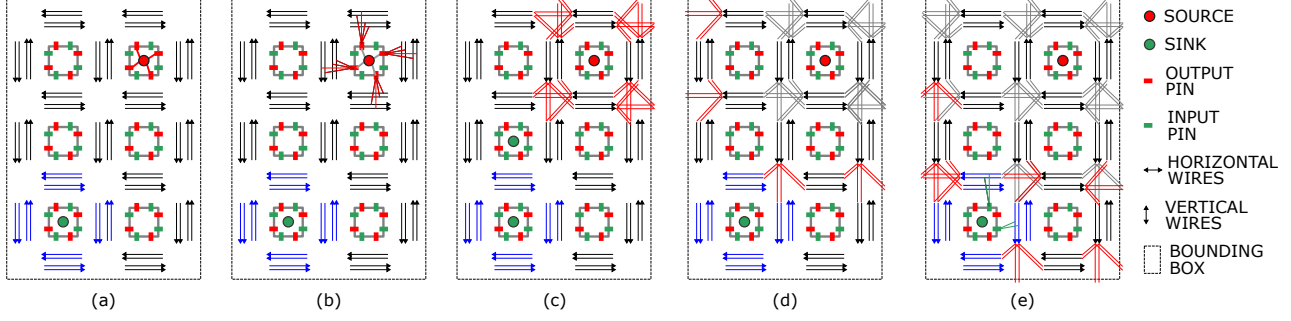 SOURCE
SINK
OUTPUT
PIN
INPUT
PIN
HORIZONTAL
WIRES
VERTICAL
WIRES
BOUNDING
BOX
(a)
(b)
(c)
(d)
(e)